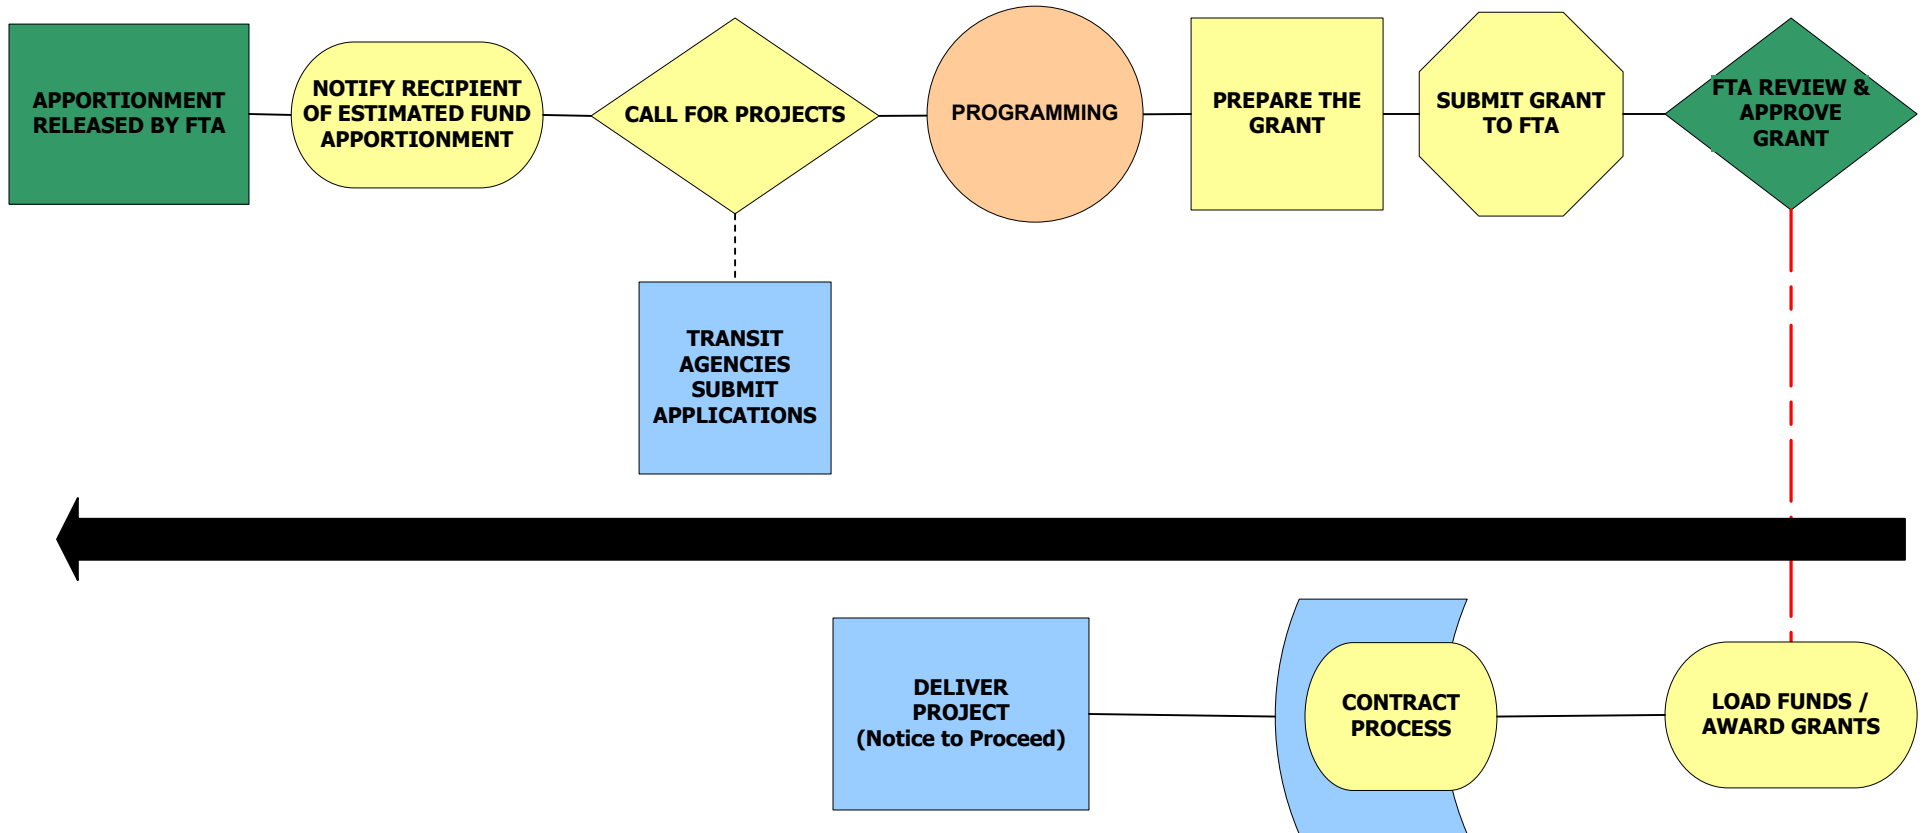 APPORTIONMENT
RELEASED BY FTA
NOTIFY RECIPIENT
OF ESTIMATED FUND
APPORTIONMENT
CALL FOR PROJECTS
PROGRAMMING
PREPARE THE
GRANT
SUBMIT GRANT
TO FTA
FTA REVIEW &
APPROVE
GRANT
TRANSIT
AGENCIES
SUBMIT
APPLICATIONS
DELIVER
PROJECT
(Notice to Proceed)
CONTRACT
PROCESS
LOAD FUNDS /
AWARD GRANTS